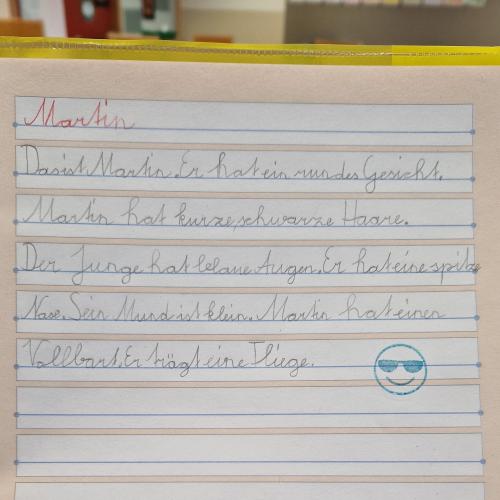 Martin
Das ist Martin. Er hat ein rundes Gesicht.
Martin hat kurze, schwarze Haare.
Der Junge hat blaue Augen. Er hat eine spitze
Nase. Sein Mund ist klein. Martin hat einen
Vollbart. Er trägt eine Fliege.